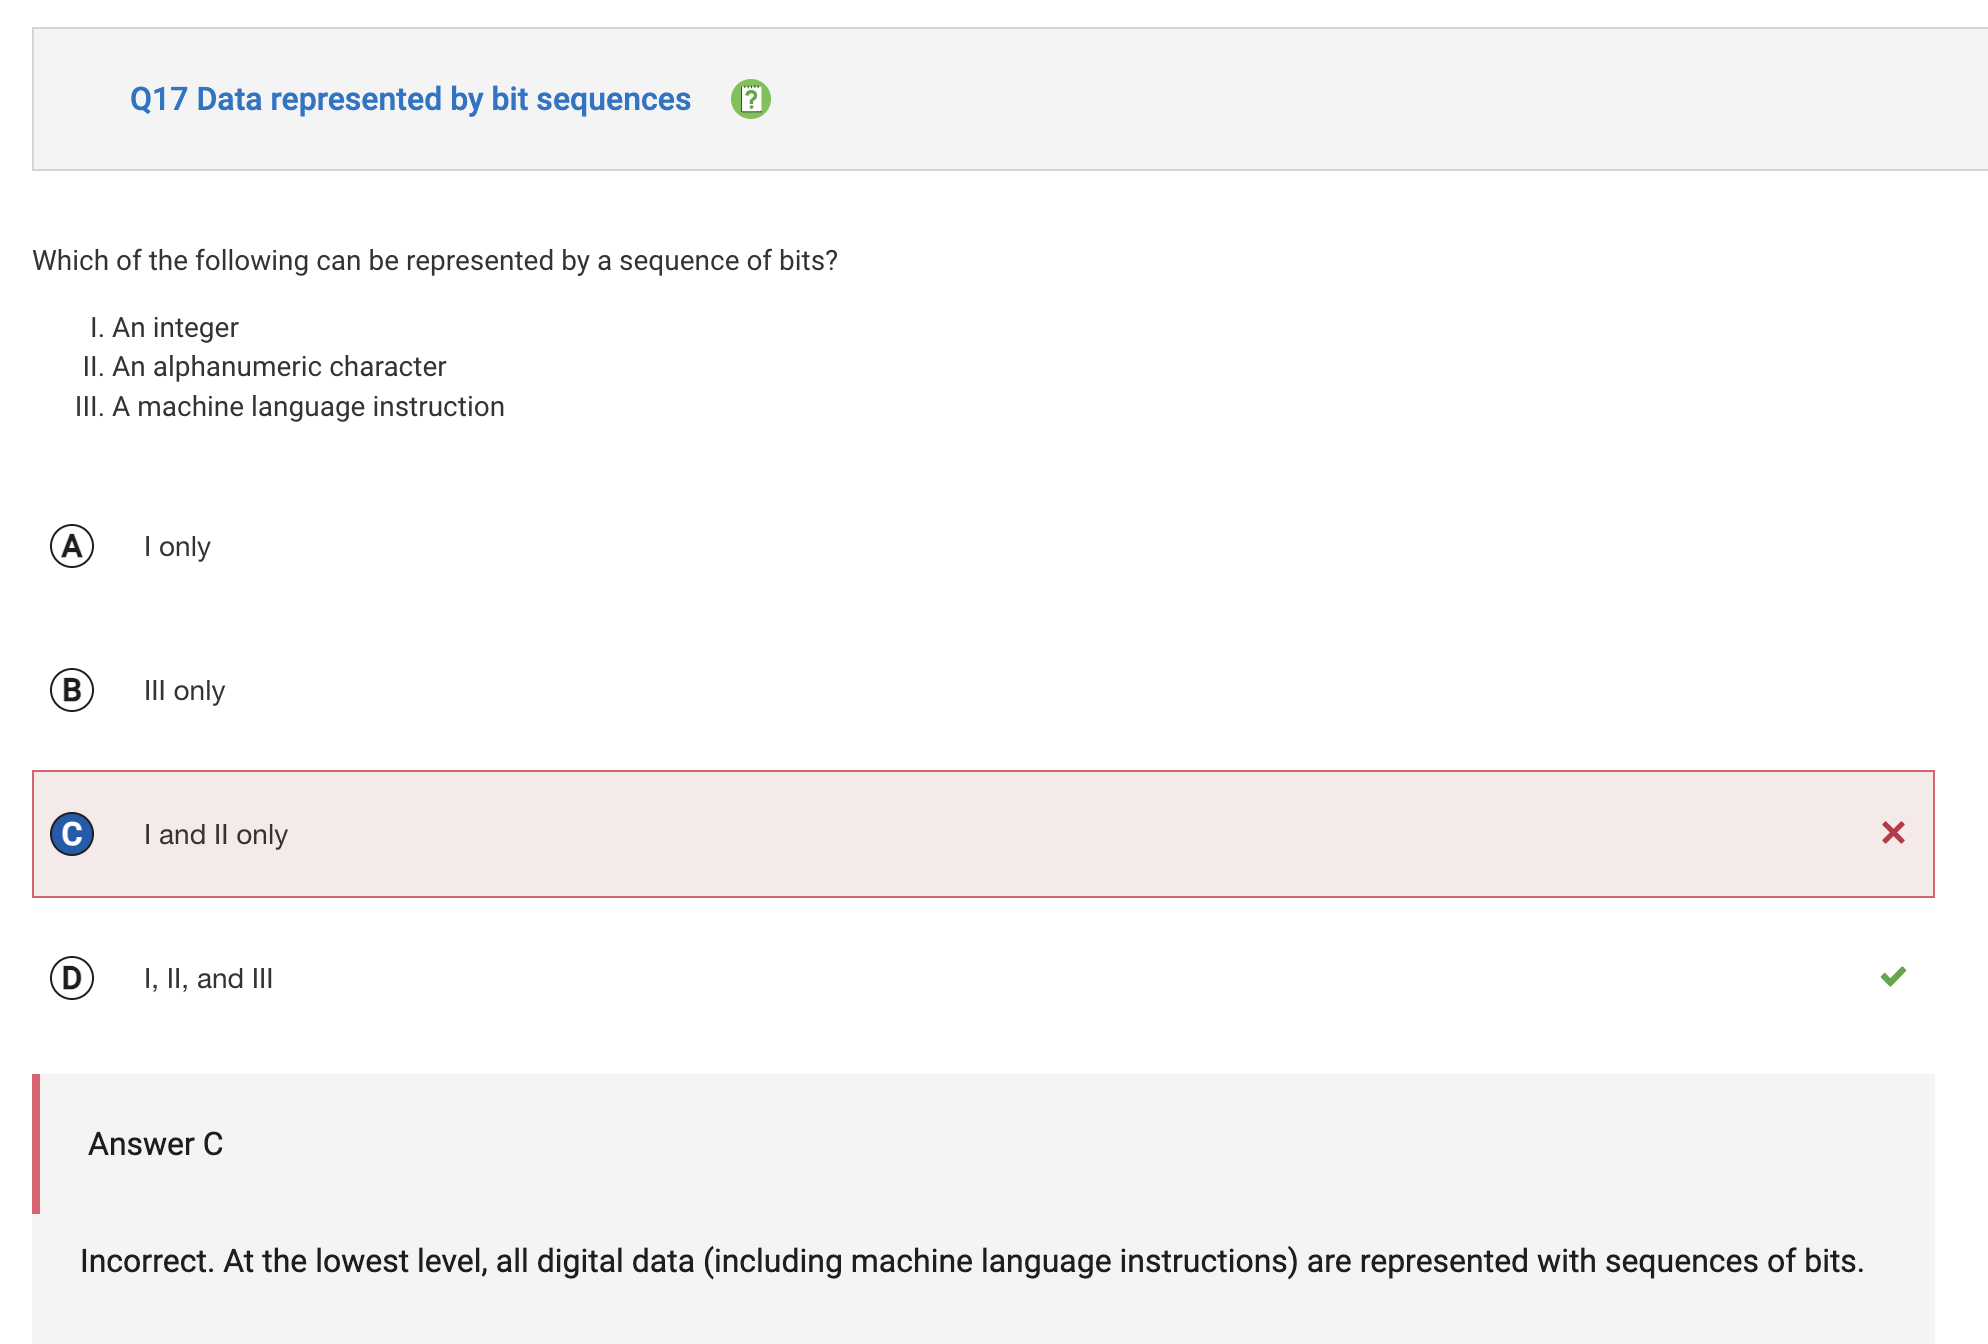 Q17 Data represented by bit sequences ?
Which of the following can be represented by a sequence of bits?
I. An integer
II. An alphanumeric character
III. A machine language instruction
A I only
B III only
C I and II only
D I, II, and III
Answer C
Incorrect. At the lowest level, all digital data (including machine language instructions) are represented with sequences of bits.